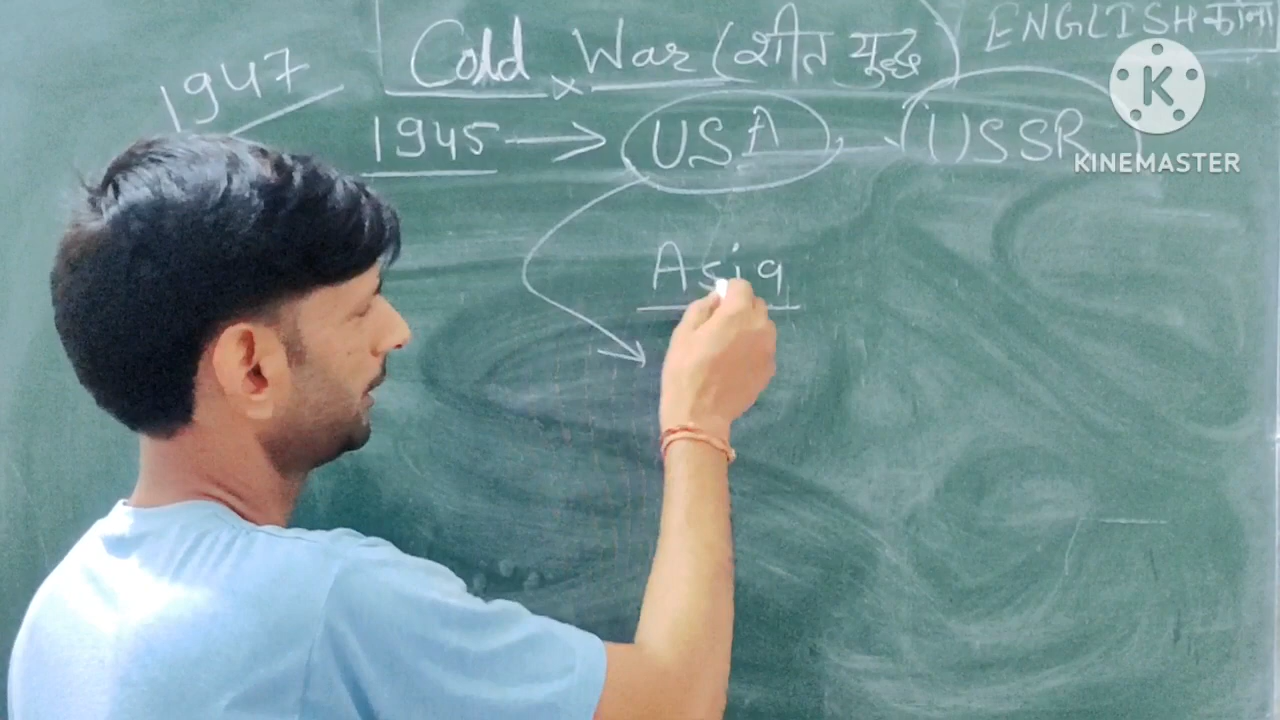 Cold War (शीत युद्ध)
ENGLISH
1947
1945 → USA, USSR
K
KINEMASTER
Asia